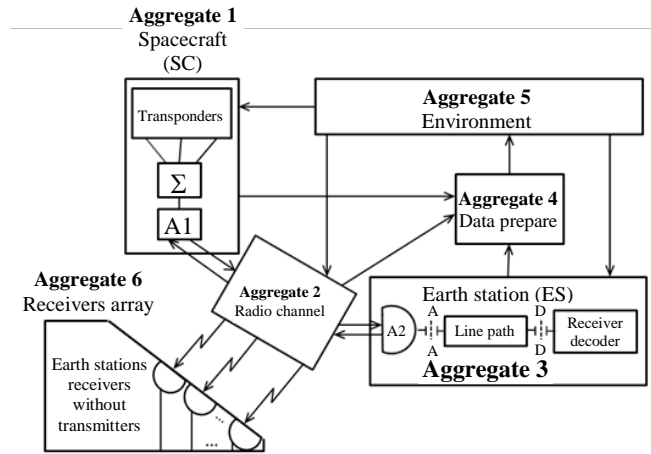 Aggregate 1
Spacecraft
(SC)
Transponders
Σ
A1
Aggregate 5
Environment
Aggregate 4
Data prepare
Aggregate 6
Receivers array
Aggregate 2
Radio channel
Earth station (ES)
A2
A
A
Line path
D
D
Receiver
decoder
Aggregate 3
Earth stations
receivers
without
transmitters
...
...